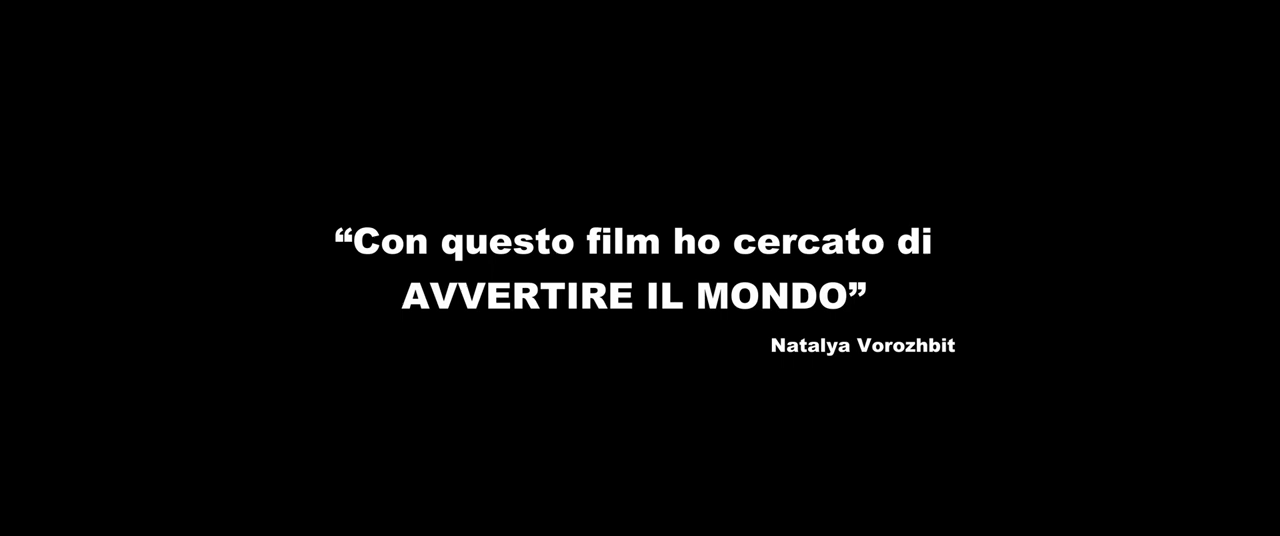 “Con questo film ho cercato di
AVVERTIRE IL MONDO”
Natalya Vorozhbit